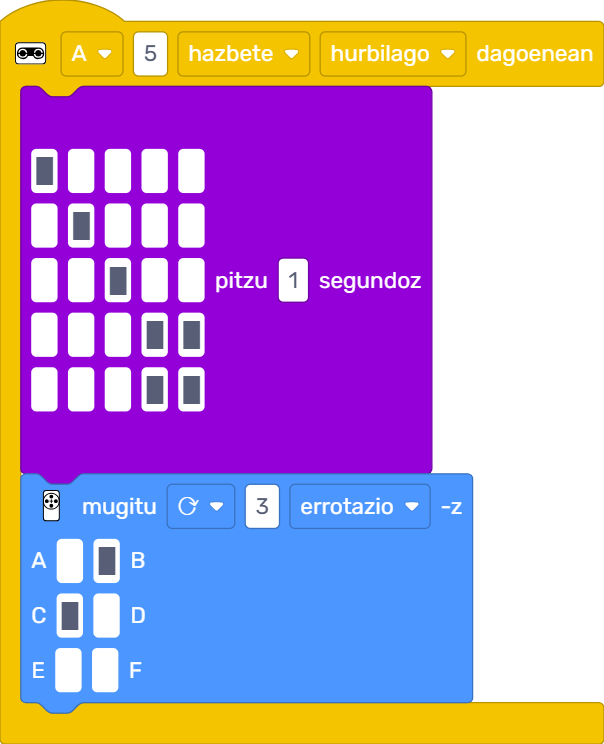 A 5 hazbete hurbilago dagoenean
pitzu 1 segundoz
mugitu 3 errotazio -z
A B
C D
E F